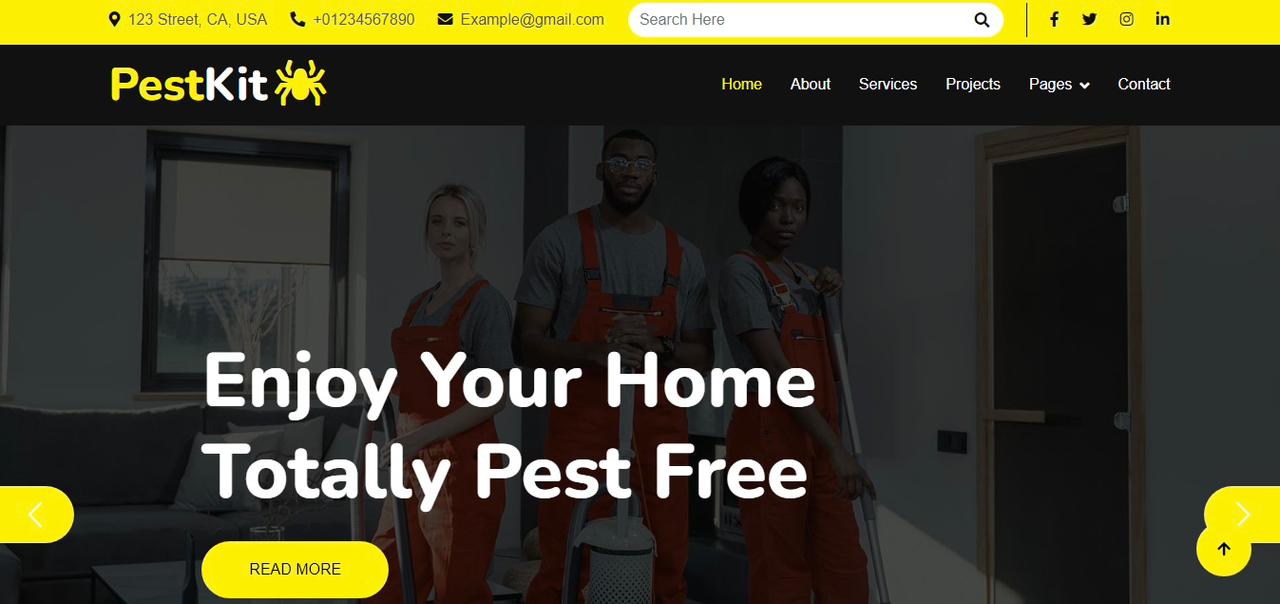 123 Street, CA, USA +01234567890 Example@gmail.com Search Here
PestKit Home About Services Projects Pages Contact
Enjoy Your Home
Totally Pest Free
READ MORE